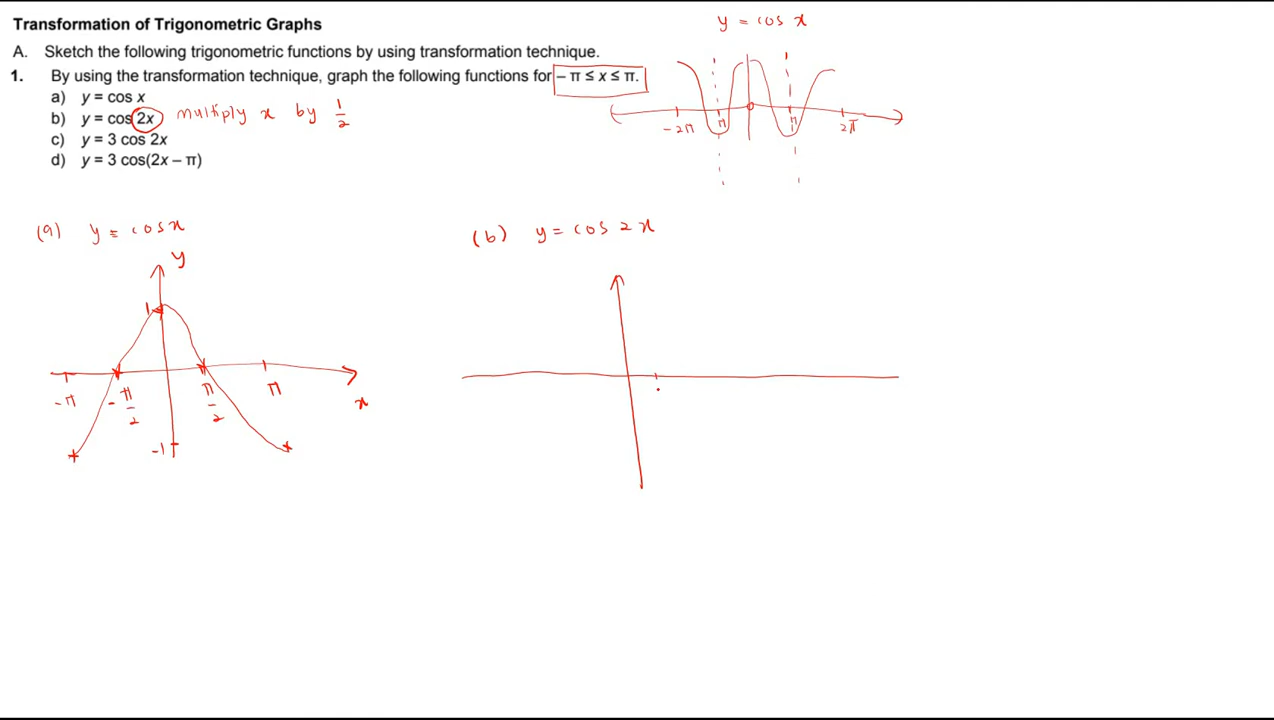 Transformation of Trigonometric Graphs
y = cos x
A. Sketch the following trigonometric functions by using transformation technique.
1. By using the transformation technique, graph the following functions for – π ≤ x ≤ π.
a) y = cos x
b) y = cos 2x multiply x by 1/2
c) y = 3 cos 2x
d) y = 3 cos(2x – π)
-2π π π 2π
(a) y = cos x
(b) y = cos 2x
y
1
-π -π/2 π/2 π
x
-1